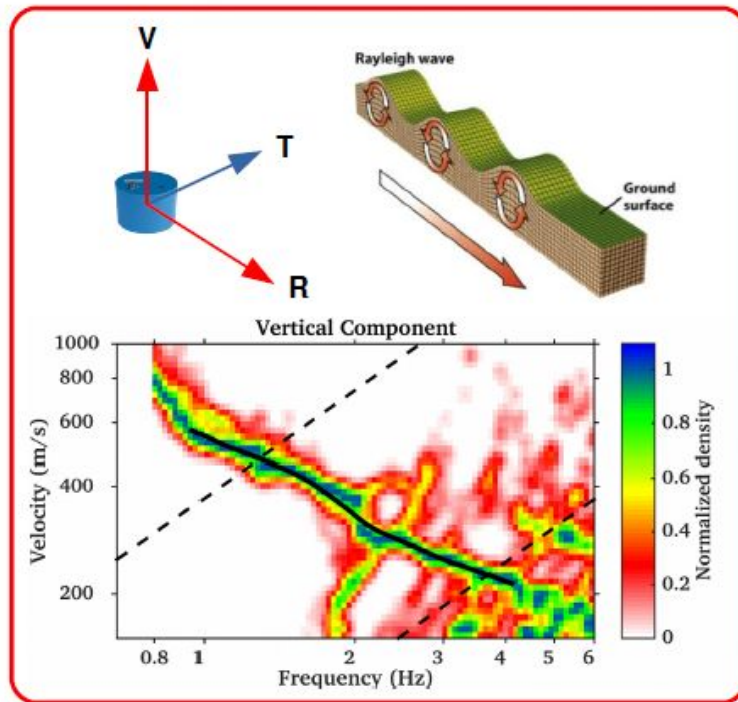 V
T
R
Rayleigh wave
Ground
surface
Vertical Component
1000
800
600
400
200
Velocity (m/s)
0.8 1 2 3 4 5 6
Frequency (Hz)
1
0.8
0.6
0.4
0.2
0
Normalized density